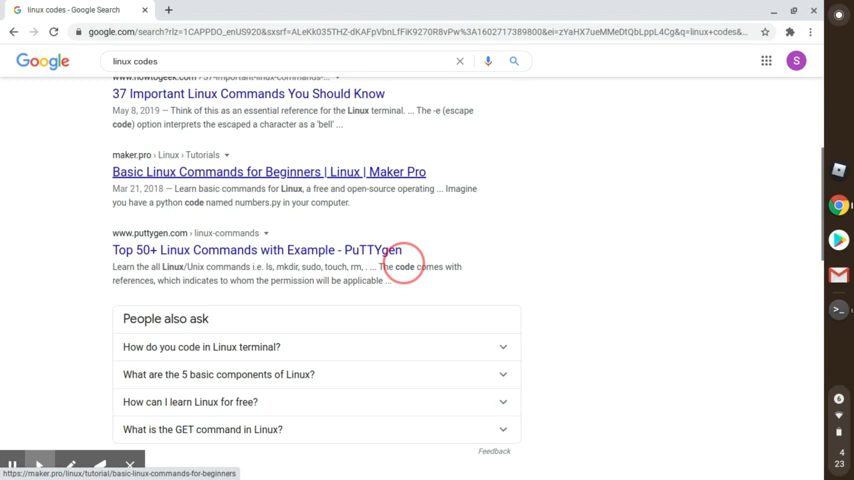 linux codes - Google Search
google.com/search?rlz=1CAPPDO_enUS920&sxsrf=ALeKk035THZ-dKAFpVbnLfFiK9270R8vPw%3A1602717389800&ei=zYaHX7ueMMeDtQbLppL4Cg&q=linux+codes&...
Google
linux codes
S
www.howtogeek.com › 37-important-linux-commands-...
37 Important Linux Commands You Should Know
May 8, 2019 — Think of this as an essential reference for the Linux terminal. ... The -e (escape
code) option interprets the escaped a character as a 'bell' ...
maker.pro › Linux › Tutorials
Basic Linux Commands for Beginners | Linux | Maker Pro
Mar 21, 2018 — Learn basic commands for Linux, a free and open-source operating ... Imagine
you have a python code named numbers.py in your computer.
www.puttygen.com › linux-commands
Top 50+ Linux Commands with Example - PuTTYgen
Learn the all Linux/Unix commands i.e. ls, mkdir, sudo, touch, rm, . ... The code comes with
references, which indicates to whom the permission will be applicable ...
People also ask
How do you code in Linux terminal?
What are the 5 basic components of Linux?
How can I learn Linux for free?
What is the GET command in Linux?
Feedback
https://maker.pro/linux/tutorial/basic-linux-commands-for-beginners
6
4
23